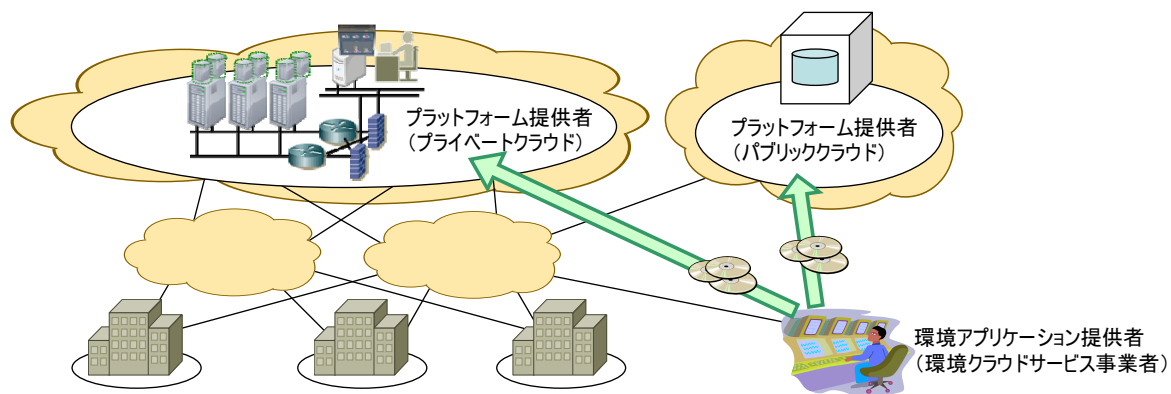 プラットフォーム提供者
（プライベートクラウド）
プラットフォーム提供者
（パブリッククラウド）
環境アプリケーション提供者
（環境クラウドサービス事業者）